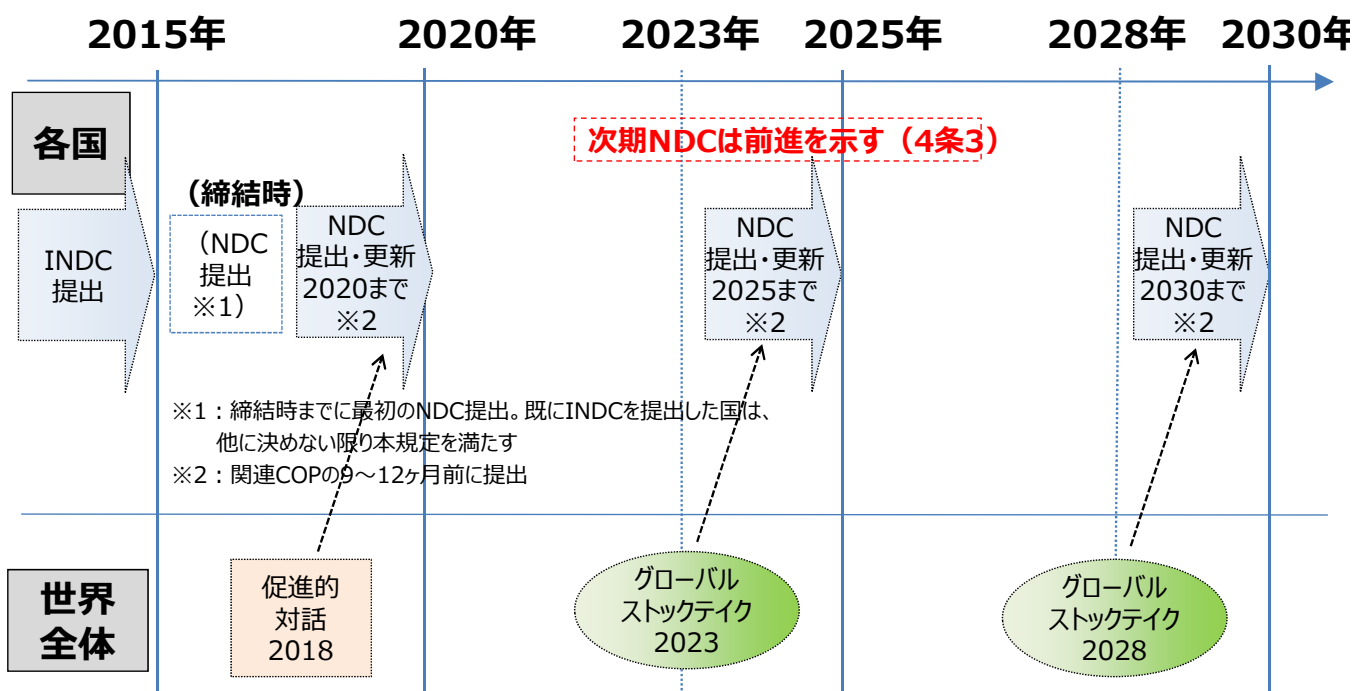 2015年
2020年
2023年
2025年
2028年
2030年
各国
次期NDCは前進を示す（4条3）
INDC
提出
（締結時）
（NDC
提出
※1）
NDC
提出・更新
2020まで
※2
NDC
提出・更新
2025まで
※2
NDC
提出・更新
2030まで
※2
※1：締結時までに最初のNDC提出。既にINDCを提出した国は、
他に決めない限り本規定を満たす
※2：関連COPの9～12ヶ月前に提出
世界
全体
促進的
対話
2018
グローバル
ストックテイク
2023
グローバル
ストックテイク
2028